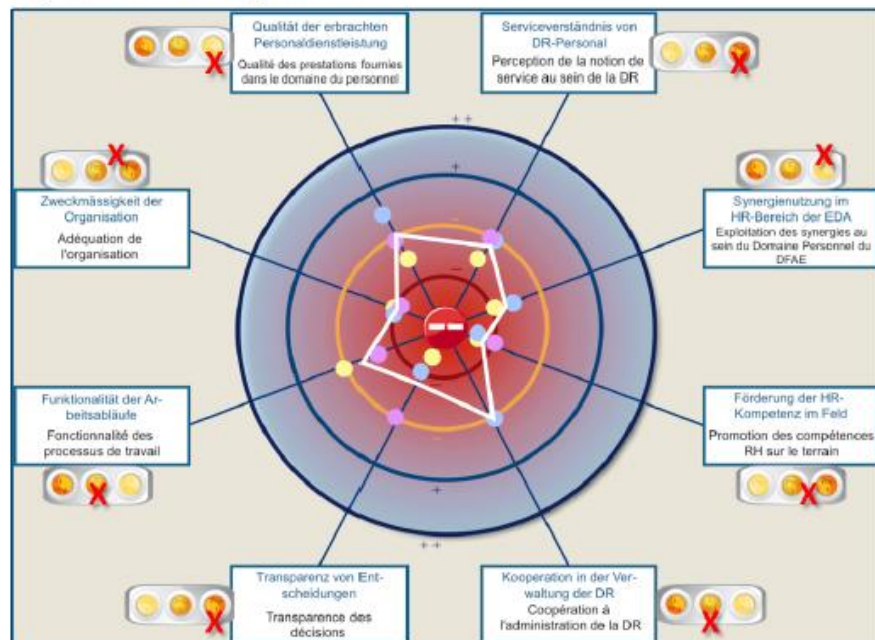 Qualität der erbrachten
Personaldienstleistung
Qualité des prestations fournies
dans le domaine du personnel
Serviceverständnis von
DR-Personal
Perception de la notion de
service au sein de la DR
X
X
++
+
X
X
Zweckmässigkeit der
Organisation
Adéquation de
l'organisation
Synergienutzung im
HR-Bereich der EDA
Exploitation des synergies au
sein du Domaine Personnel du
DFAE
–
–
– –
Funktionalität der Ar-
beitsabläufe
Fonctionnalité des
processus de travail
Förderung der HR-
Kompetenz im Feld
Promotion des compétences
RH sur le terrain
–
X
X
+
++
Transparenz von Ent-
scheidungen
Transparence des
décisions
Kooperation in der Ver-
waltung der DR
Coopération à
l'administration de la DR
X
X